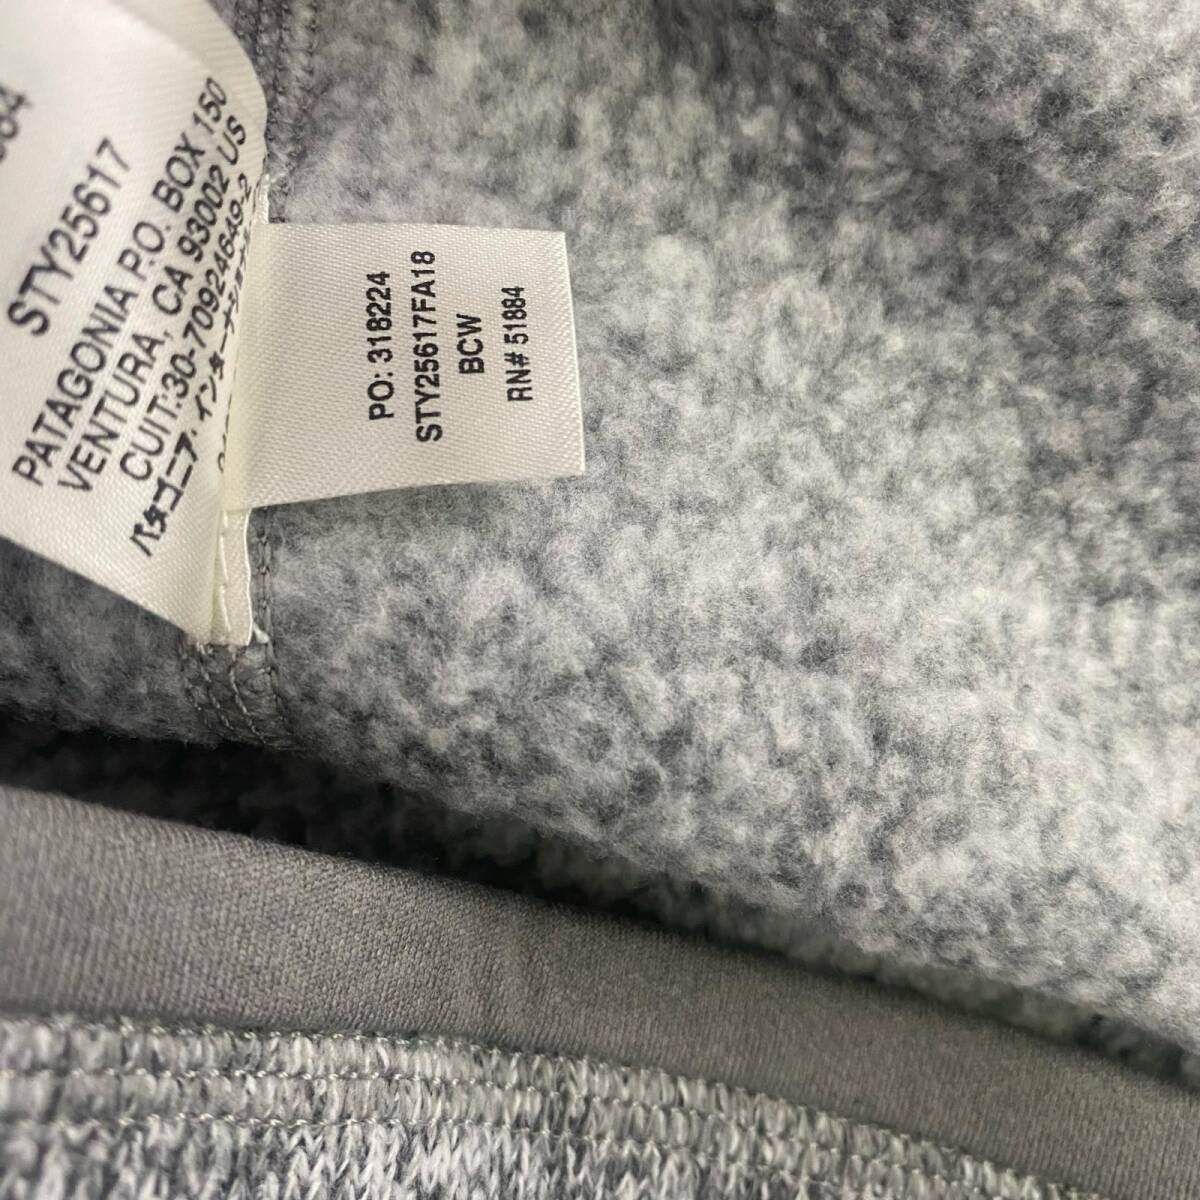 STY25617
PATAGONIA P.O. BOX 150
VENTURA, CA 93002 US
CUIT:30-70924649-2
パタゴニア・インターナショナル
PO: 318224
STY25617FA18
BCW
RN# 51884